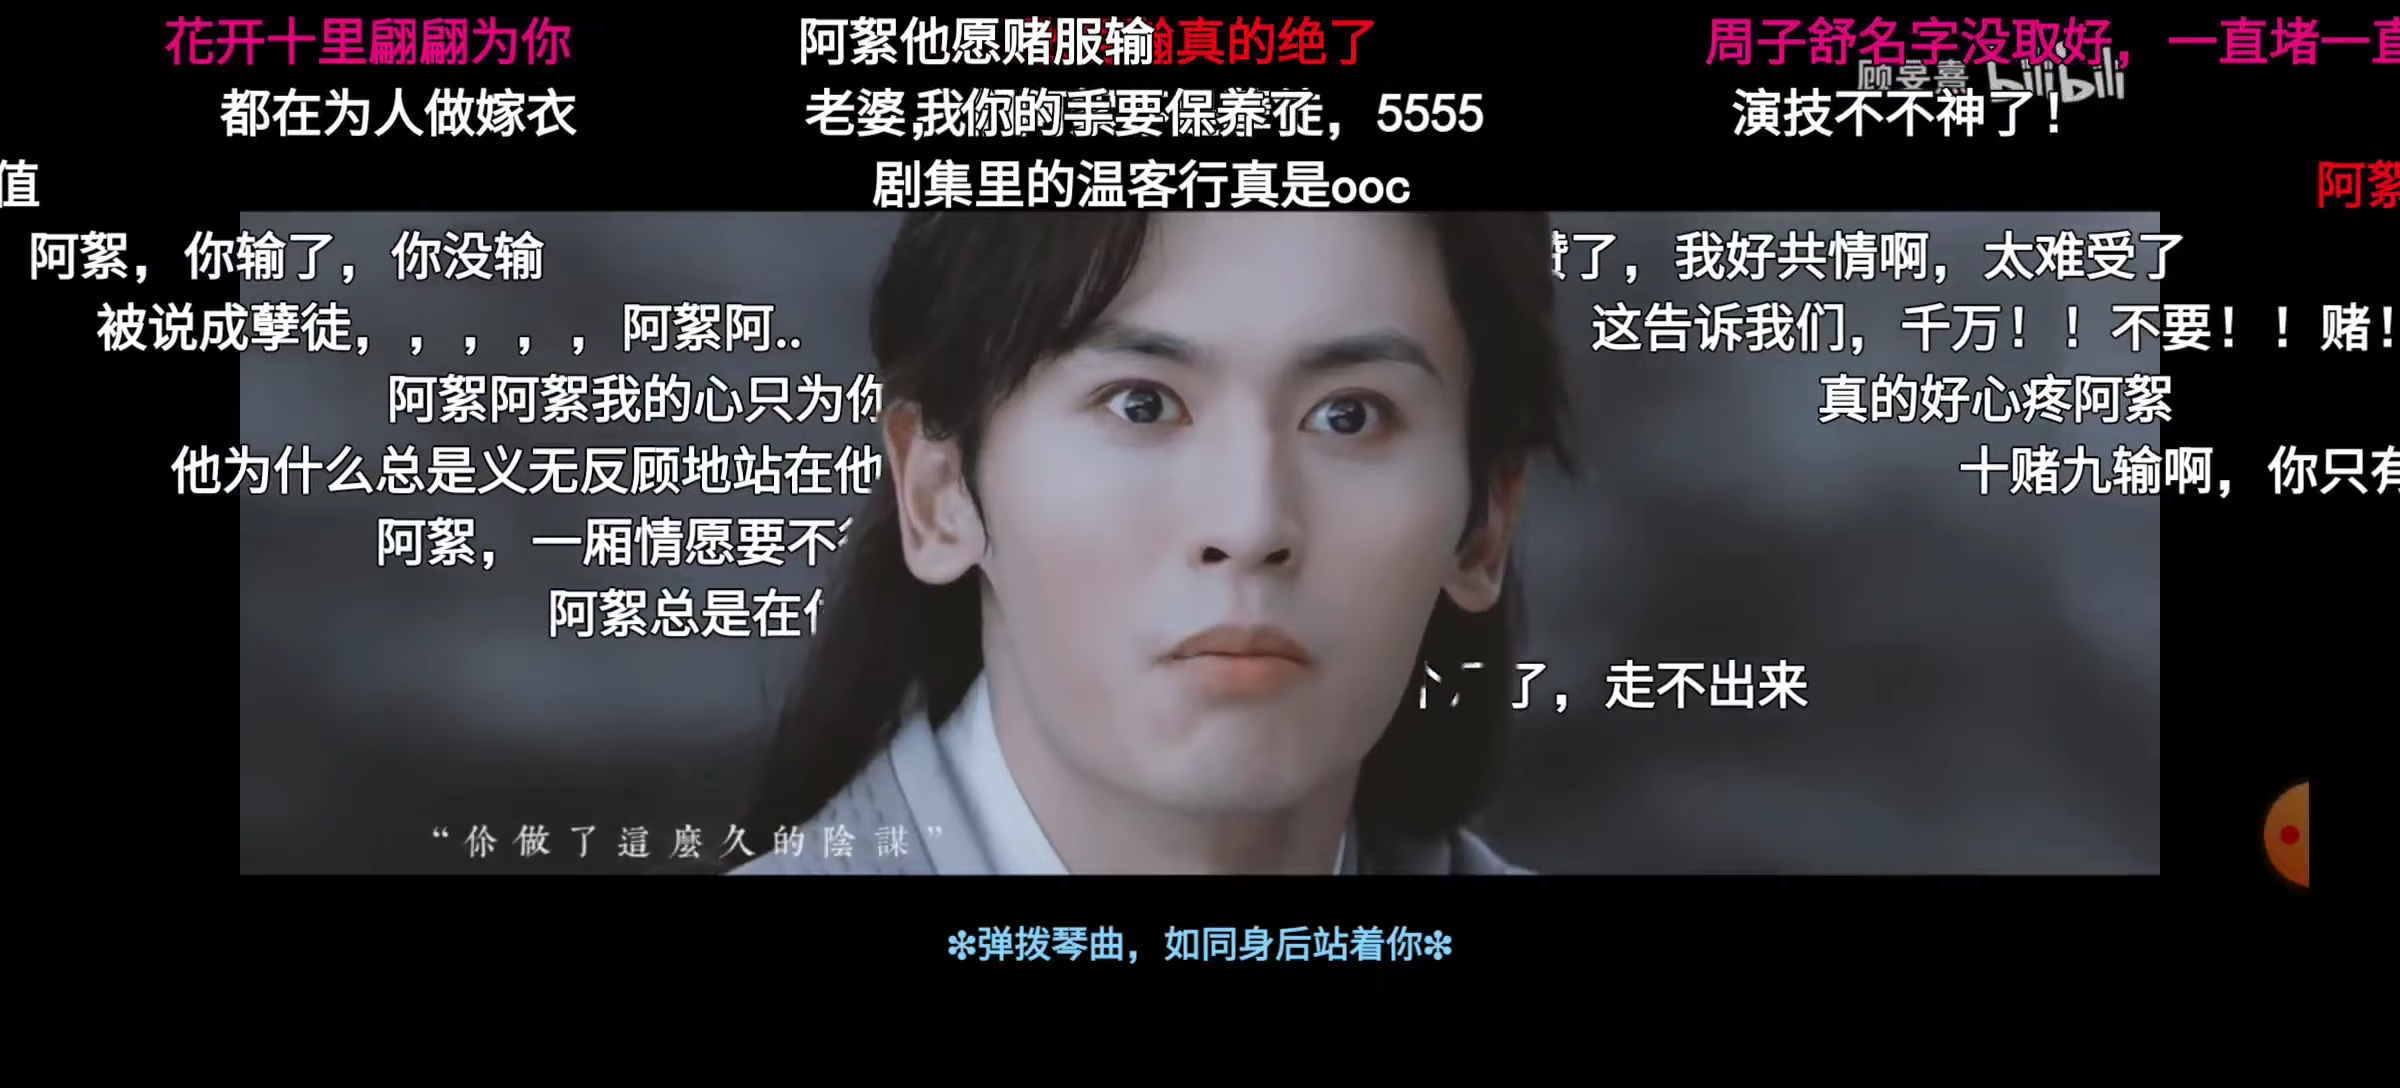 花开十里翩翩为你
阿絮他愿赌服输
真的绝了
周子舒名字没取好，一直堵一直
顾旻熹 bilibili
都在为人做嫁衣
老婆，你的手要保养
徒，5555
演技不不神了！
值
剧集里的温客行真是ooc
阿絮
阿絮，你输了，你没输
了，我好共情啊，太难受了
被说成孽徒，，，，，阿絮阿..
这告诉我们，千万！！不要！！赌！
阿絮阿絮我的心只为你
真的好心疼阿絮
他为什么总是义无反顾地站在他
十赌九输啊，你只有
阿絮，一厢情愿要不
阿絮总是在
了，走不出来
“你做了這麼久的陰謀”
✻弹拨琴曲，如同身后站着你✻